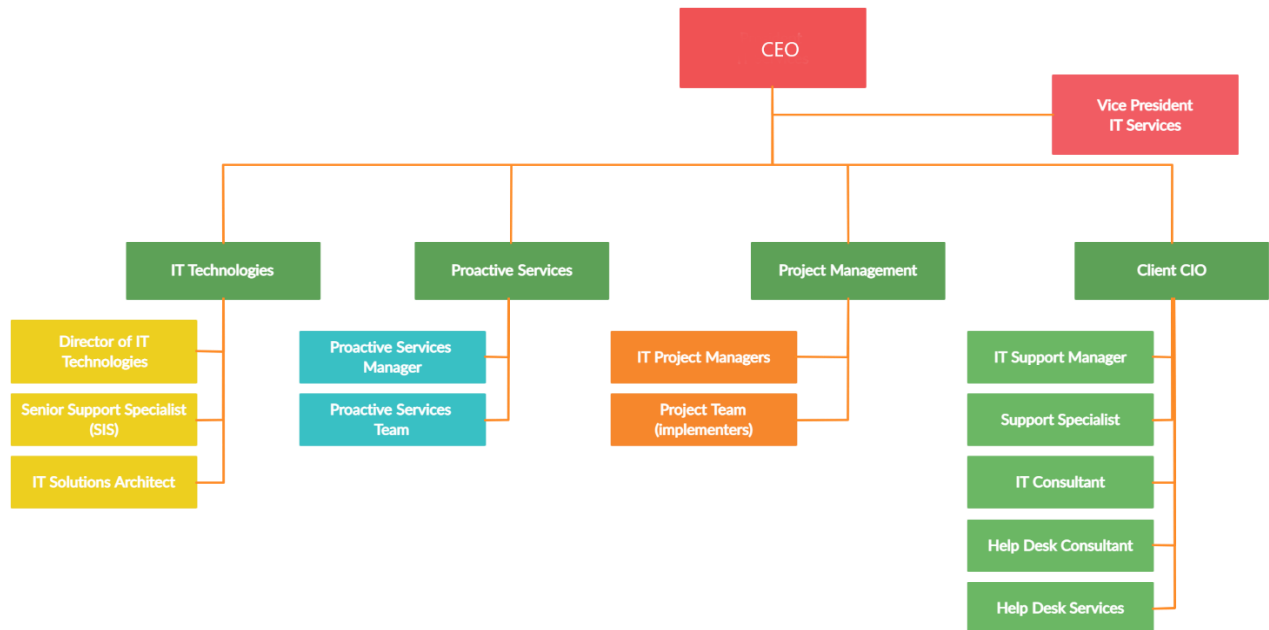 CEO
Vice President
IT Services
IT Technologies
Proactive Services
Project Management
Client CIO
Director of IT
Technologies
Senior Support Specialist
(SIS)
IT Solutions Architect
Proactive Services
Manager
Proactive Services
Team
IT Project Managers
Project Team
(implementers)
IT Support Manager
Support Specialist
IT Consultant
Help Desk Consultant
Help Desk Services